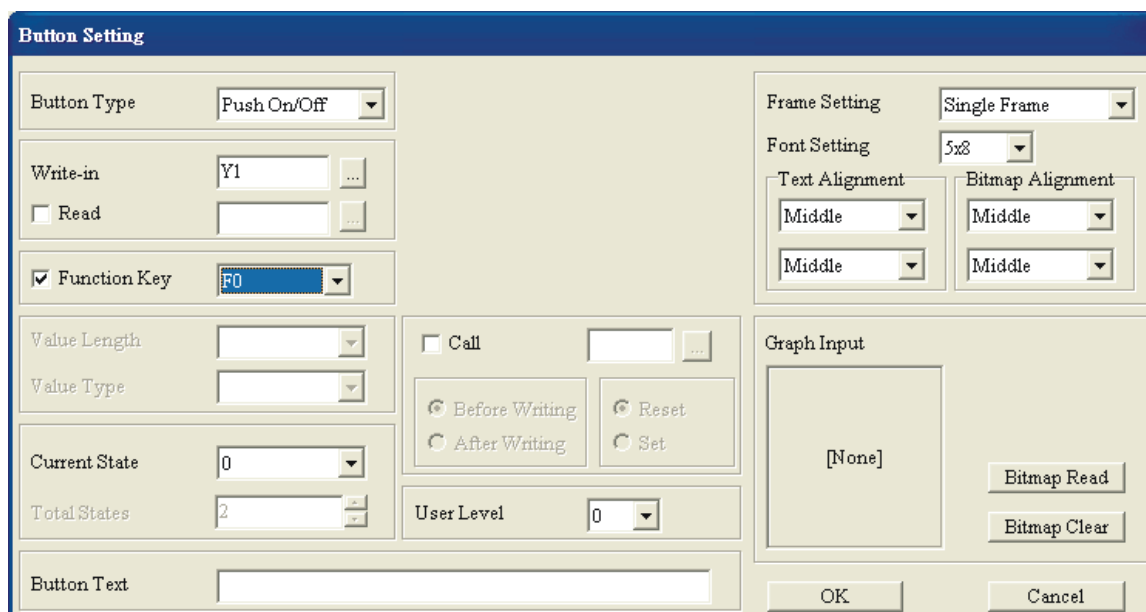 Button Setting
Button Type
Push On/Off
Write-in
Y1
...
Read
...
Function Key
F0
Value Length
Value Type
Current State
0
Total States
2
Button Text
Call
...
Before Writing
After Writing
Reset
Set
User Level
0
Frame Setting
Single Frame
Font Setting
5x8
Text Alignment
Middle
Middle
Bitmap Alignment
Middle
Middle
Graph Input
[None]
Bitmap Read
Bitmap Clear
OK
Cancel